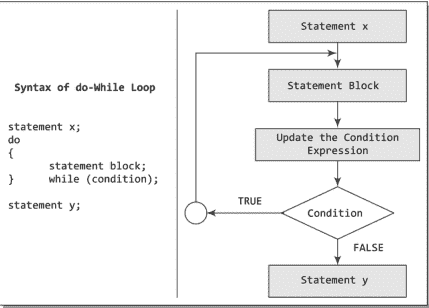 Syntax of do-While Loop
statement x;
do
{
statement block;
} while (condition);
statement y;
Statement x
Statement Block
Update the Condition
Expression
Condition
TRUE
FALSE
Statement y